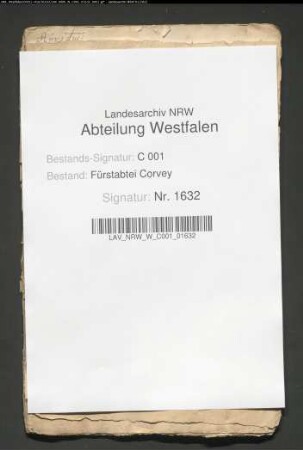 Landesarchiv NRW
Abteilung Westfalen
Bestands-Signatur: C 001
Bestand: Fürstabtei Corvey
Signatur: Nr. 1632
LAV_NRW_W_C001_01632